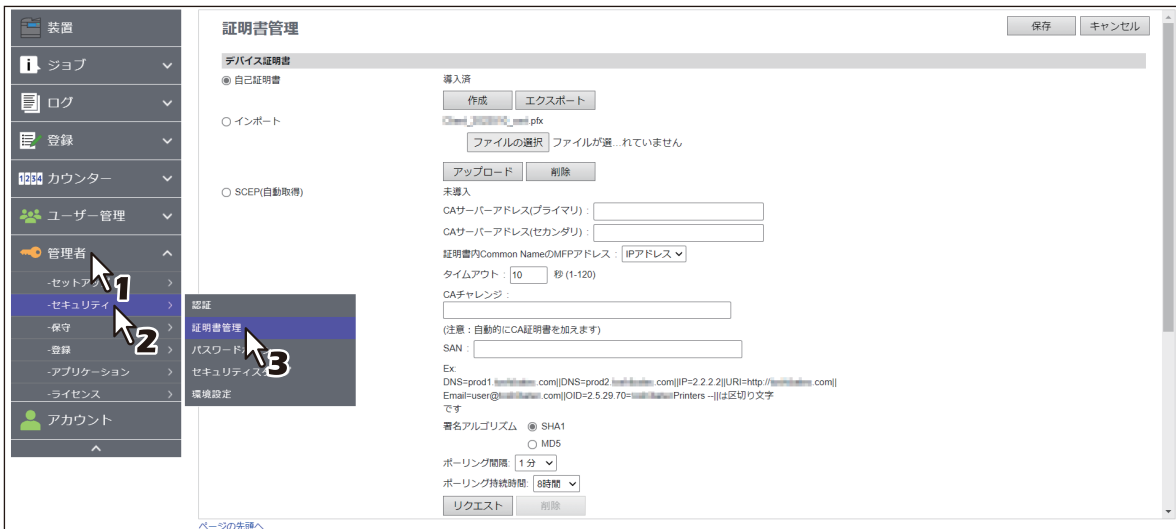 装置
ジョブ
ログ
登録
1234 カウンター
ユーザー管理
管理者
-セットア
-セキュリティ
-保守
-登録
-アプリケーション
-ライセンス
アカウント
1
2
3
認証
証明書管理
パスワード
セキュリティス
環境設定
証明書管理
保存 キャンセル
デバイス証明書
自己証明書 導入済
作成 エクスポート
インポート .pfx
ファイルの選択 ファイルが選...れていません
アップロード 削除
SCEP(自動取得) 未導入
CAサーバーアドレス(プライマリ) :
CAサーバーアドレス(セカンダリ) :
証明書内Common NameのMFPアドレス : IPアドレス
タイムアウト : 10 秒 (1-120)
CAチャレンジ :
(注意：自動的にCA証明書を加えます)
SAN :
Ex:
DNS=prod1. .com||DNS=prod2. .com||IP=2.2.2.2||URI=http:// .com||
Email=user@ .com||OID=2.5.29.70= Printers --||は区切り文字
です
署名アルゴリズム SHA1
MD5
ポーリング間隔: 1 分
ポーリング持続時間: 8時間
リクエスト 削除
ページの先頭へ